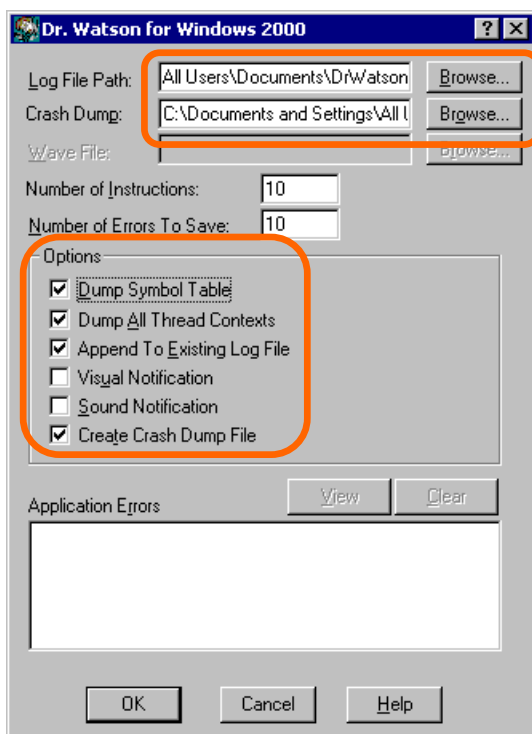 Dr. Watson for Windows 2000
Log File Path: All Users\Documents\DrWatson Browse...
Crash Dump: C:\Documents and Settings\All U Browse...
Wave File: Browse...
Number of Instructions: 10
Number of Errors To Save: 10
Options
Dump Symbol Table
Dump All Thread Contexts
Append To Existing Log File
Visual Notification
Sound Notification
Create Crash Dump File
Application Errors View Clear
OK Cancel Help